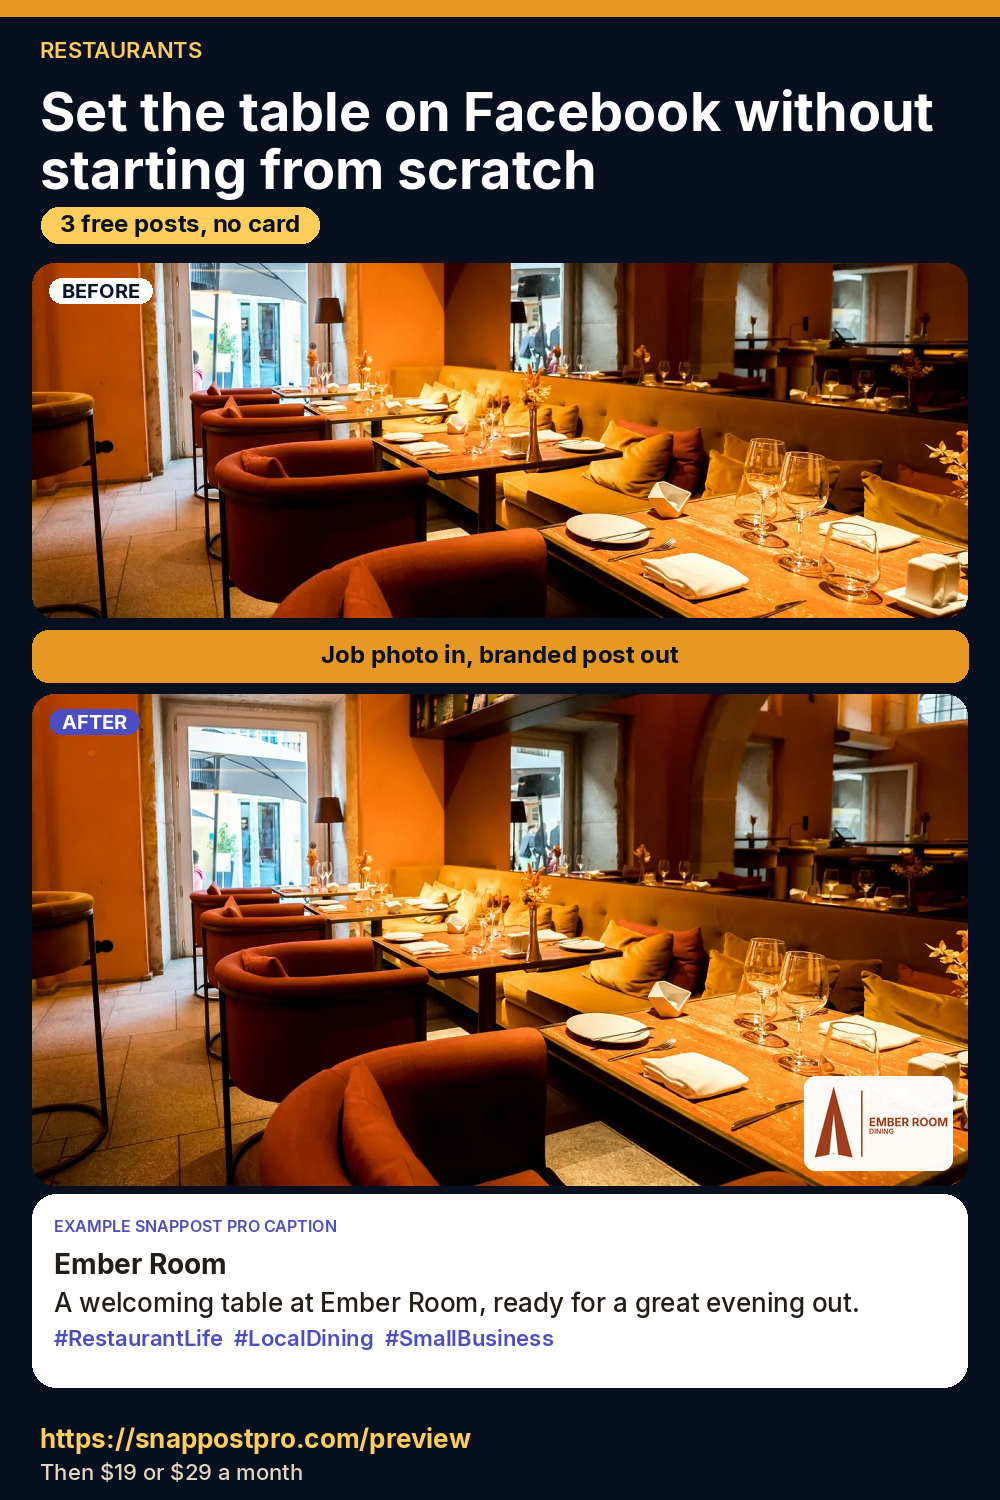 RESTAURANTS
Set the table on Facebook without
starting from scratch
3 free posts, no card
BEFORE
Job photo in, branded post out
AFTER
EMBER ROOM
DINING
EXAMPLE SNAPPOST PRO CAPTION
Ember Room
A welcoming table at Ember Room, ready for a great evening out.
#RestaurantLife #LocalDining #SmallBusiness
https://snappostpro.com/preview
Then $19 or $29 a month